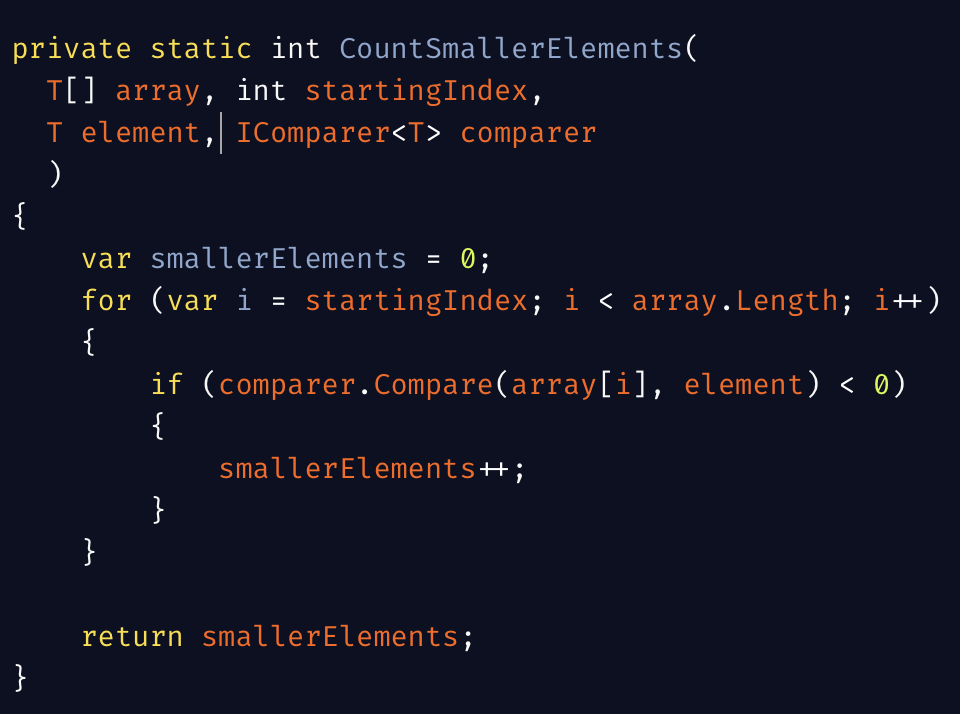 private static int CountSmallerElements(
  T[] array, int startingIndex,
  T element, IComparer<T> comparer
  )
{
    var smallerElements = 0;
    for (var i = startingIndex; i < array.Length; i++)
    {
        if (comparer.Compare(array[i], element) < 0)
        {
            smallerElements++;
        }
    }

    return smallerElements;
}